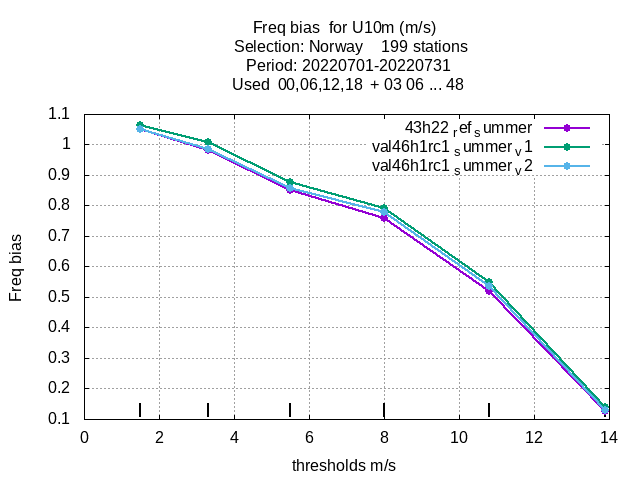 Freq bias  for U10m (m/s)
Selection: Norway    199 stations
Period: 20220701-20220731
Used  00,06,12,18  + 03 06 ... 48
43h22 ref summer
val46h1rc1 summer v1
val46h1rc1 summer v2
1.1
1
0.9
0.8
0.7
0.6
0.5
0.4
0.3
0.2
0.1
Freq bias
0 2 4 6 8 10 12 14
thresholds m/s